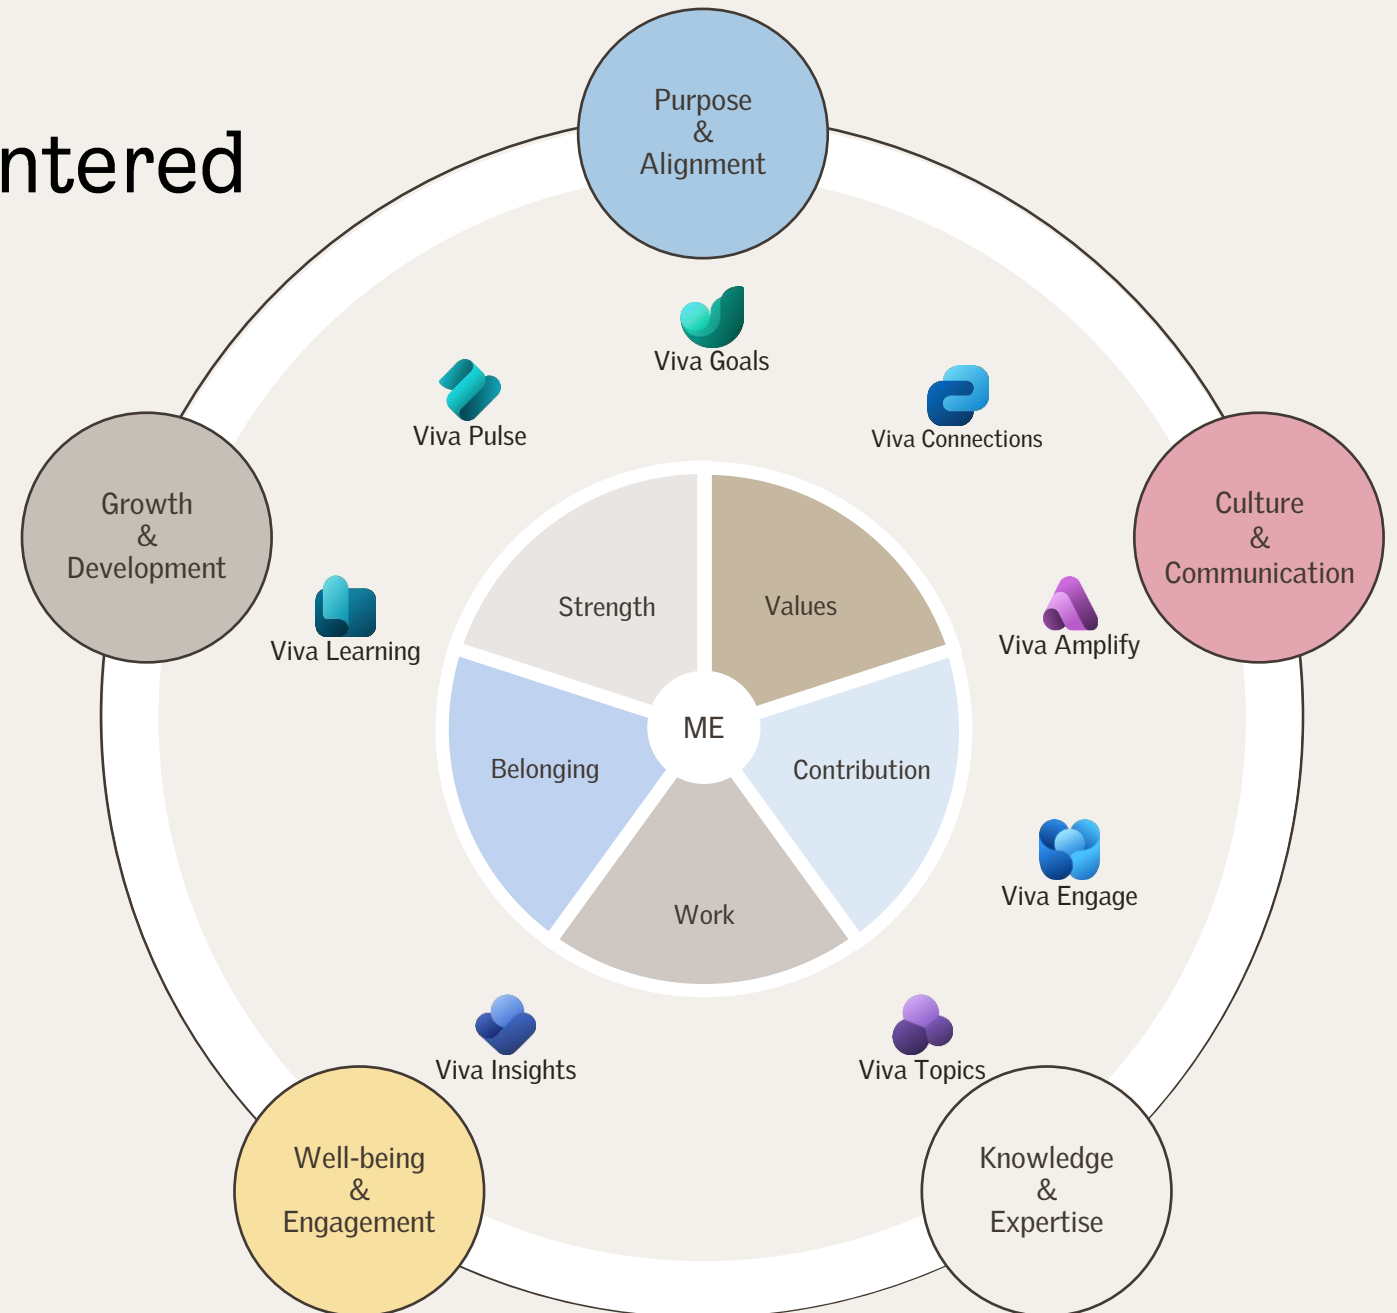 ntered
Purpose
&
Alignment
Viva Goals
Viva Pulse
Viva Connections
Growth
&
Development
Culture
&
Communication
Strength
Values
Viva Learning
Viva Amplify
ME
Belonging
Contribution
Viva Engage
Work
Viva Insights
Viva Topics
Well-being
&
Engagement
Knowledge
&
Expertise